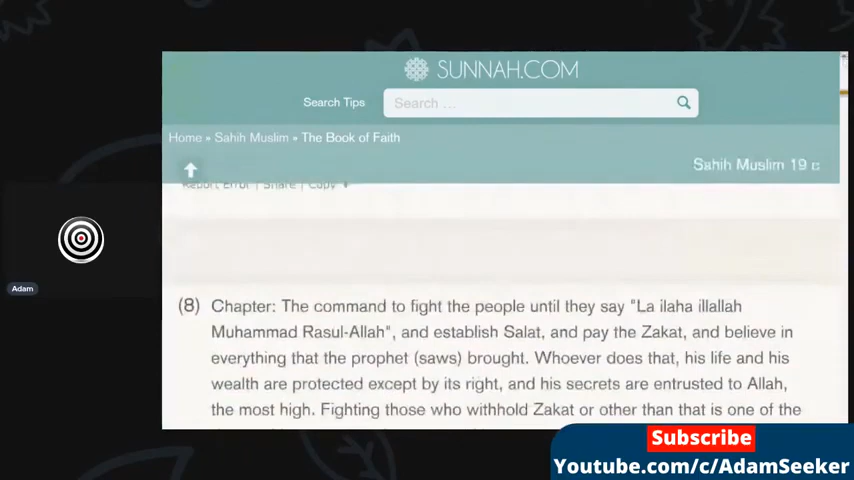 SUNNAH.COM
Search Tips
Search ...
Home » Sahih Muslim » The Book of Faith
Sahih Muslim 19 c
Report Error | Share | Copy ▼
(8) Chapter: The command to fight the people until they say "La ilaha illallah
Muhammad Rasul-Allah", and establish Salat, and pay the Zakat, and believe in
everything that the prophet (saws) brought. Whoever does that, his life and his
wealth are protected except by its right, and his secrets are entrusted to Allah,
the most high. Fighting those who withhold Zakat or other than that is one of the
Adam
Subscribe
Youtube.com/c/AdamSeeker